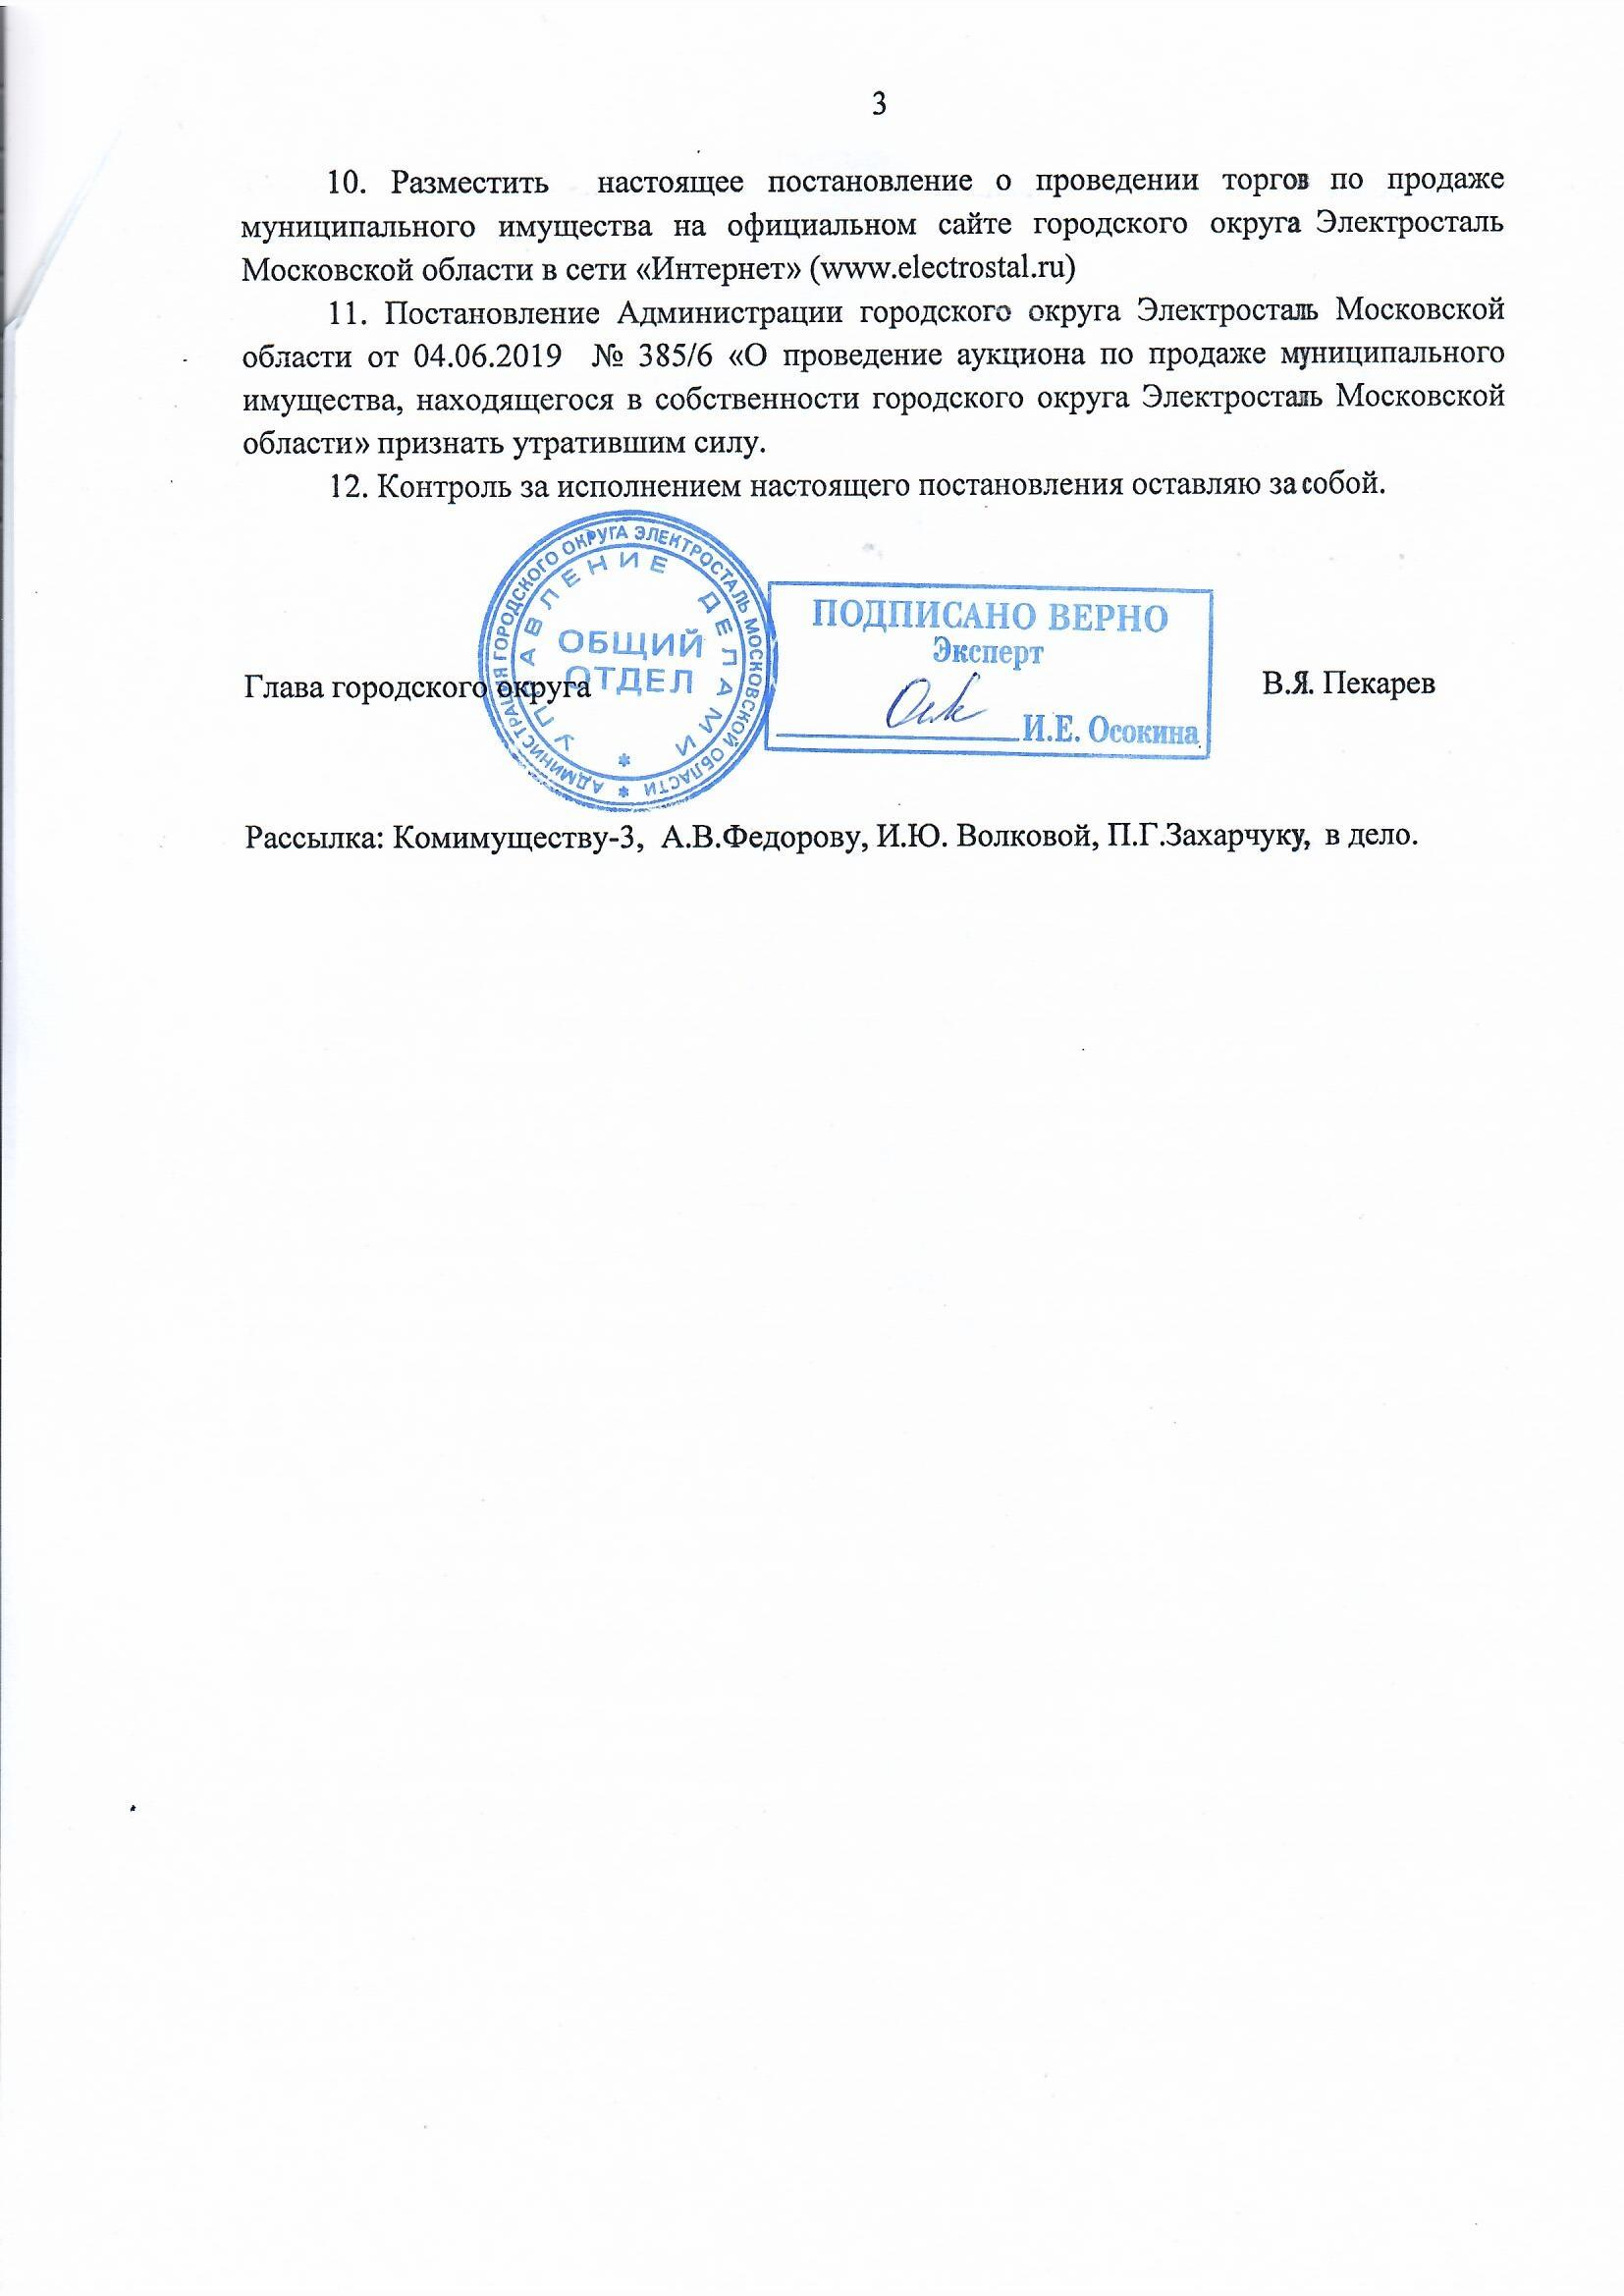 3
10. Разместить настоящее постановление о проведении торгов по продаже
муниципального имущества на официальном сайте городского округа Электросталь
Московской области в сети «Интернет» (www.electrostal.ru)
11. Постановление Администрации городского округа Электросталь Московской
области от 04.06.2019 № 385/6 «О проведение аукциона по продаже муниципального
имущества, находящегося в собственности городского округа Электросталь Московской
области» признать утратившим силу.
12. Контроль за исполнением настоящего постановления оставляю за собой.
АДМИНИСТРАЦИЯ ГОРОДСКОГО ОКРУГА ЭЛЕКТРОСТАЛЬ МОСКОВСКОЙ ОБЛАСТИ *
УПРАВЛЕНИЕ ДЕЛАМИ *
ОБЩИЙ
ОТДЕЛ
ПОДПИСАНО ВЕРНО
Эксперт
И.Е. Осокина
Глава городского округа
В.Я. Пекарев
Рассылка: Комимуществу-3, А.В.Федорову, И.Ю. Волковой, П.Г.Захарчуку, в дело.